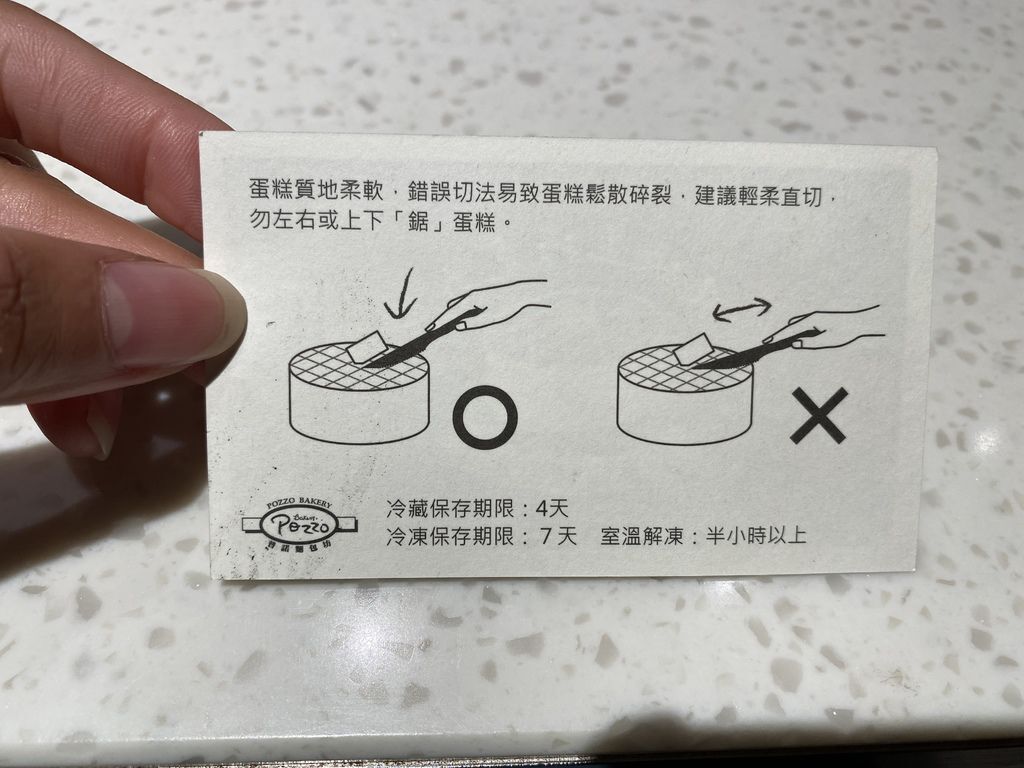 蛋糕質地柔軟，錯誤切法易致蛋糕鬆散碎裂，建議輕柔直切，
勿左右或上下「鋸」蛋糕。
POZZO BAKERY
Bakery
Pozzo
冷藏保存期限：4天
冷凍保存期限：7天 室溫解凍：半小時以上